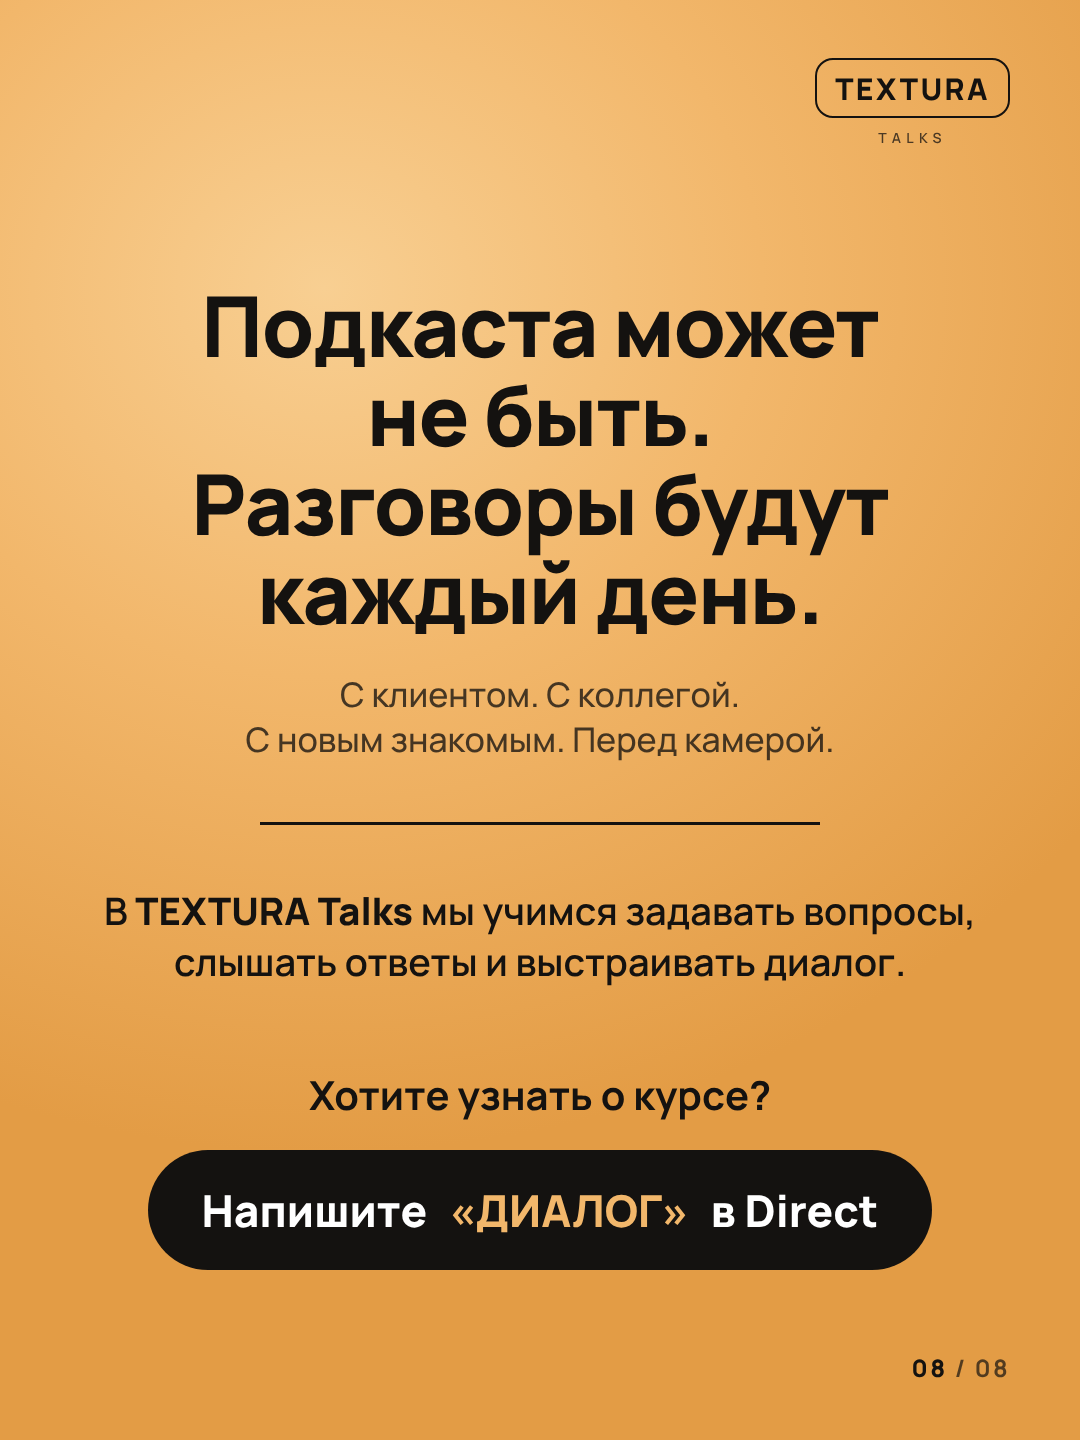 TEXTURA
TALKS
Подкаста может
не быть.
Разговоры будут
каждый день.
С клиентом. С коллегой.
С новым знакомым. Перед камерой.
В TEXTURA Talks мы учимся задавать вопросы,
слышать ответы и выстраивать диалог.
Хотите узнать о курсе?
Напишите «ДИАЛОГ» в Direct
08 / 08